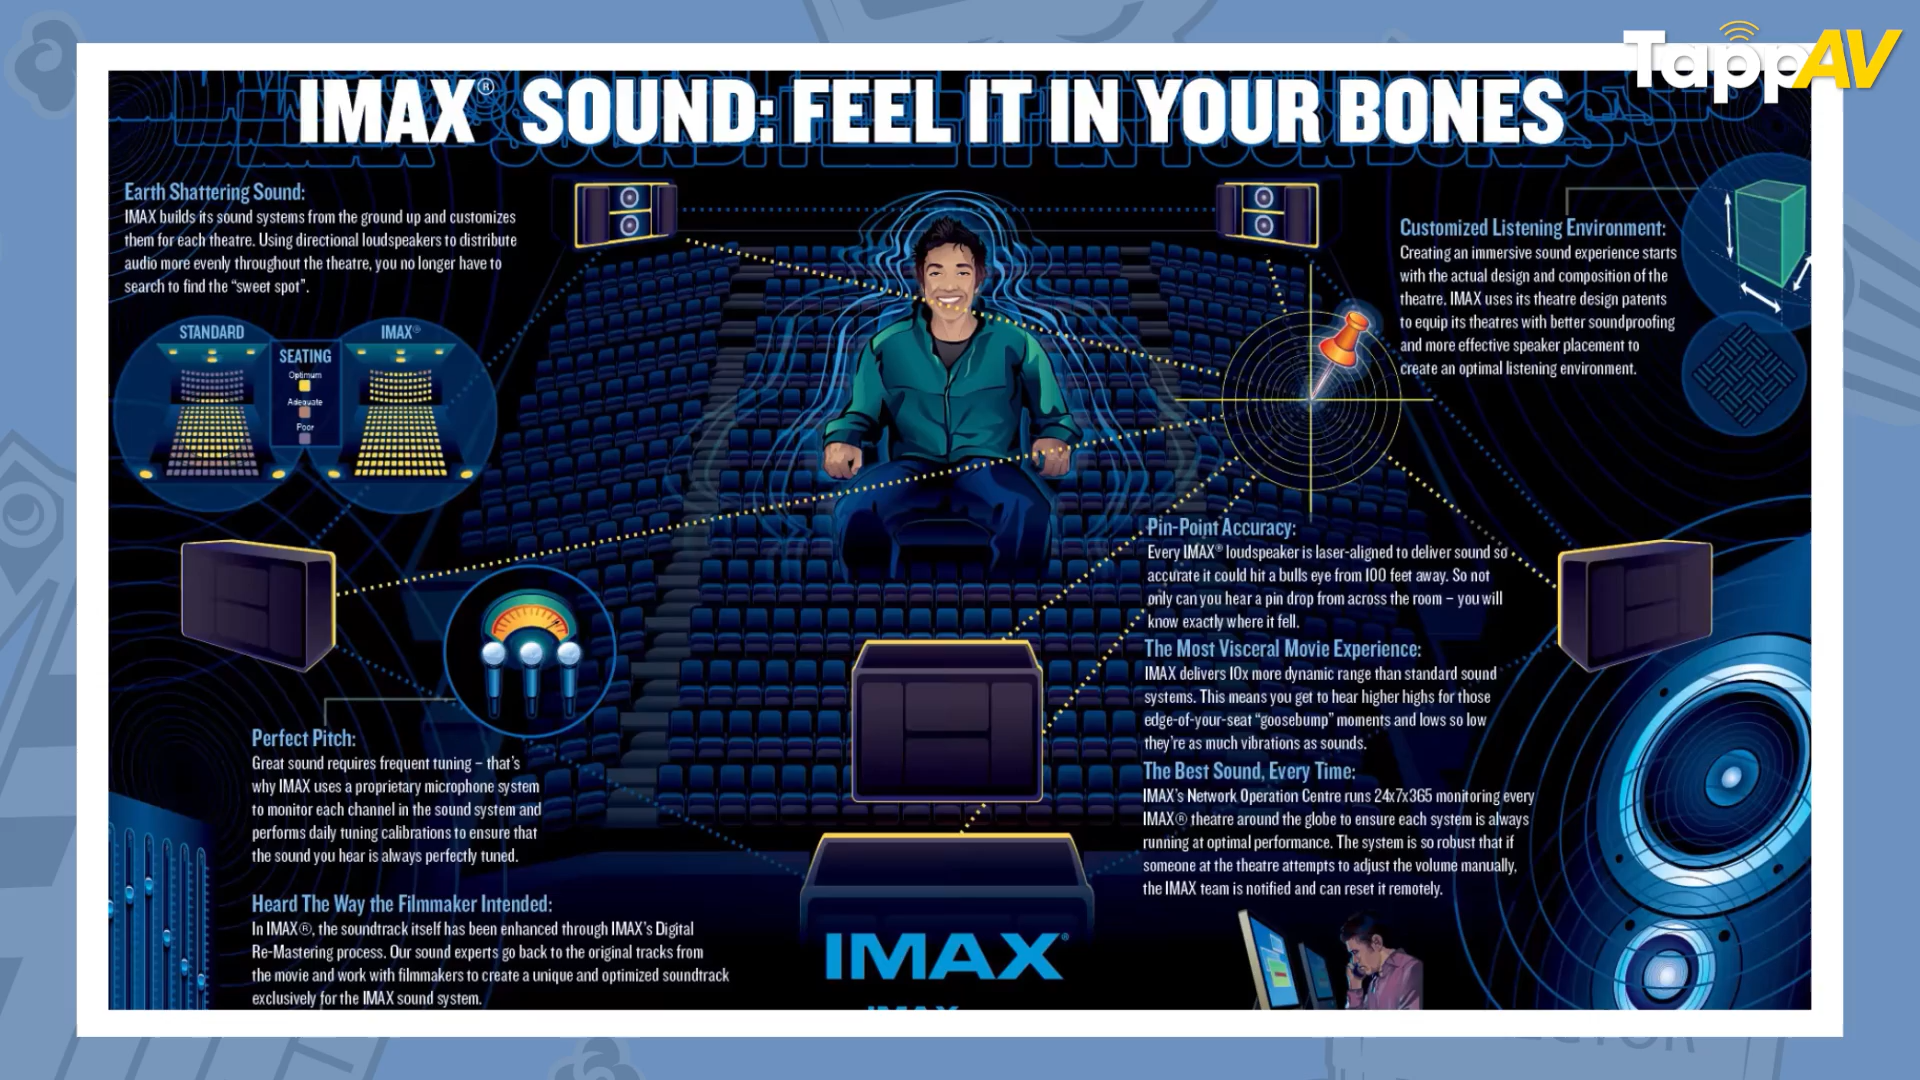 TappAV
IMAX® SOUND: FEEL IT IN YOUR BONES
Earth Shattering Sound:
IMAX builds its sound systems from the ground up and customizes
them for each theatre. Using directional loudspeakers to distribute
audio more evenly throughout the theatre, you no longer have to
search to find the “sweet spot”.
STANDARD
SEATING
Optimum
Adequate
Poor
IMAX®
Customized Listening Environment:
Creating an immersive sound experience starts
with the actual design and composition of the
theatre. IMAX uses its theatre design patents
to equip its theatres with better soundproofing
and more effective speaker placement to
create an optimal listening environment.
Pin-Point Accuracy:
Every IMAX® loudspeaker is laser-aligned to deliver sound so
accurate it could hit a bulls eye from 100 feet away. So not
only can you hear a pin drop from across the room – you will
know exactly where it fell.
The Most Visceral Movie Experience:
IMAX delivers 10x more dynamic range than standard sound
systems. This means you get to hear higher highs for those
edge-of-your-seat “goosebump” moments and lows so low
they’re as much vibrations as sounds.
The Best Sound, Every Time:
IMAX’s Network Operation Centre runs 24x7x365 monitoring every
IMAX® theatre around the globe to ensure each system is always
running at optimal performance. The system is so robust that if
someone at the theatre attempts to adjust the volume manually,
the IMAX team is notified and can reset it remotely.
Perfect Pitch:
Great sound requires frequent tuning – that’s
why IMAX uses a proprietary microphone system
to monitor each channel in the sound system and
performs daily tuning calibrations to ensure that
the sound you hear is always perfectly tuned.
Heard The Way the Filmmaker Intended:
In IMAX®, the soundtrack itself has been enhanced through IMAX’s Digital
Re-Mastering process. Our sound experts go back to the original tracks from
the movie and work with filmmakers to create a unique and optimized soundtrack
exclusively for the IMAX sound system.
IMAX®